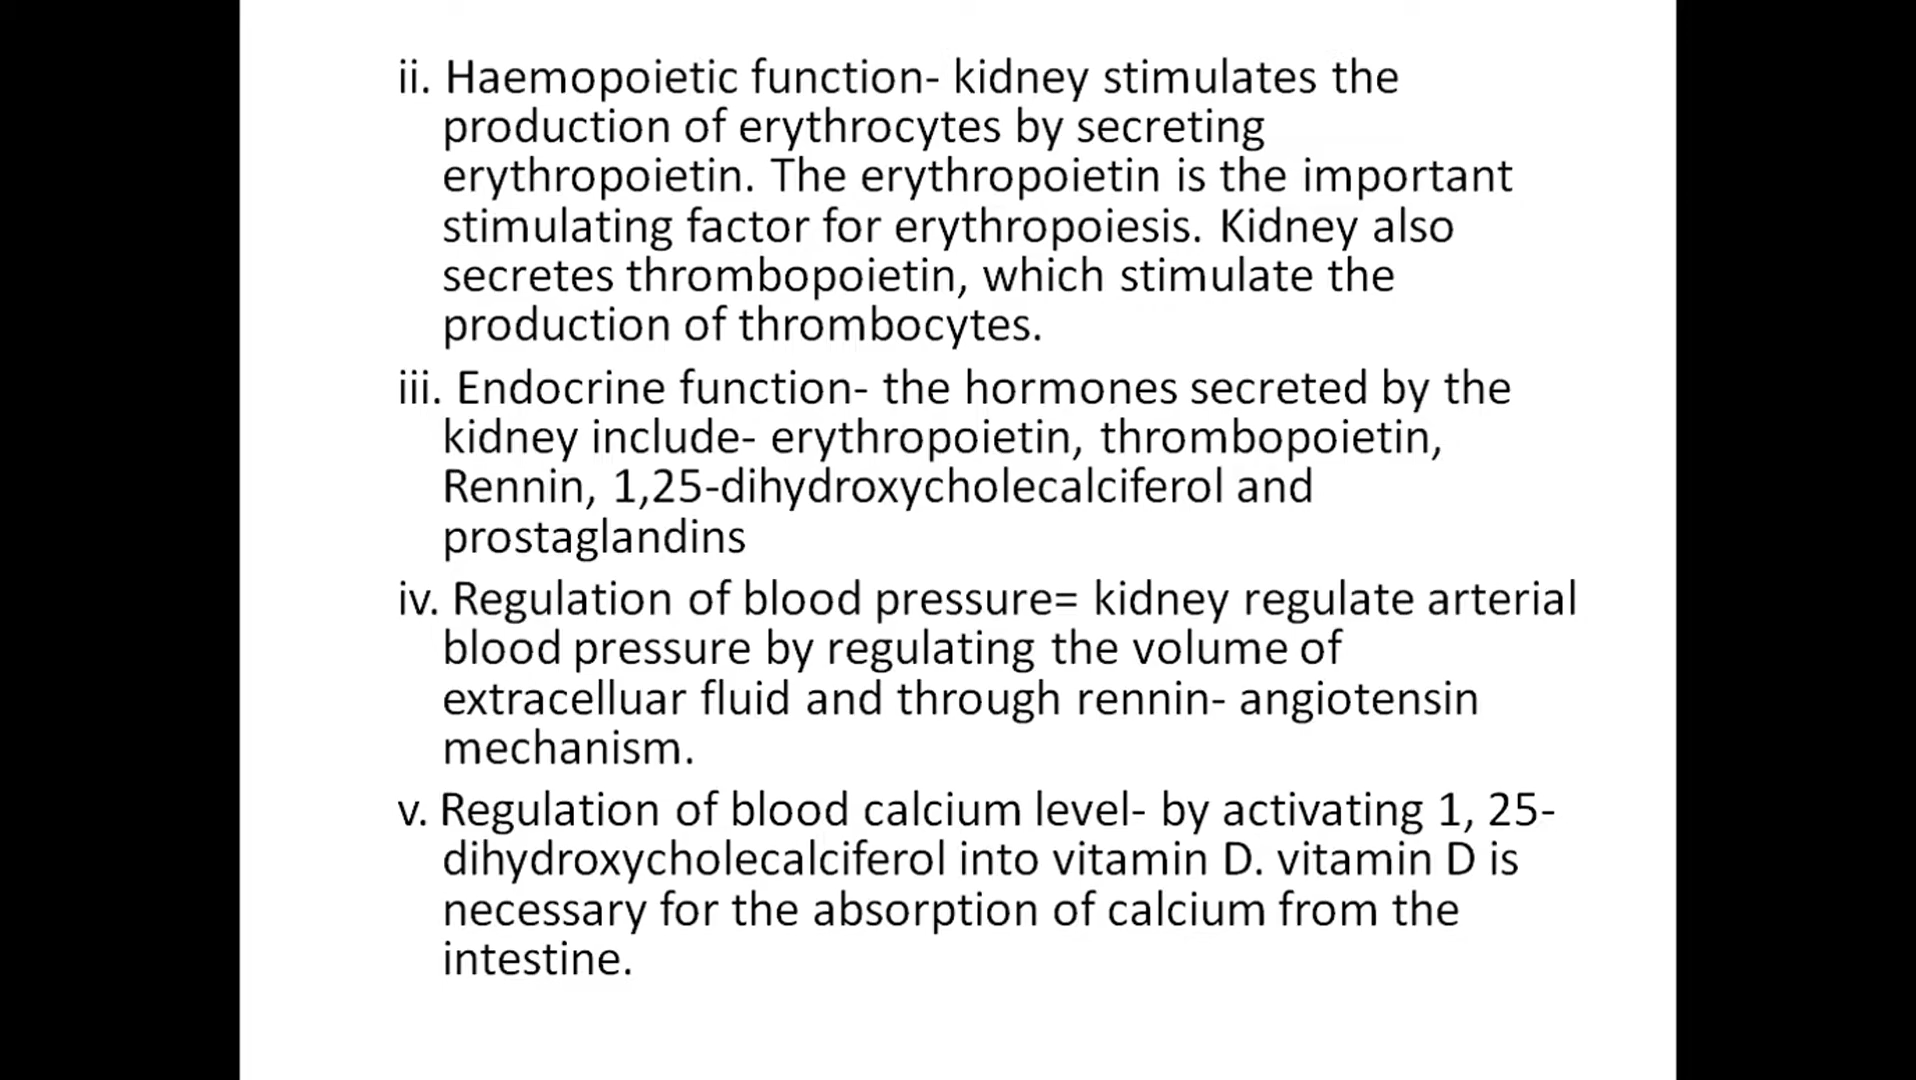 ii. Haemopoietic function- kidney stimulates the
production of erythrocytes by secreting
erythropoietin. The erythropoietin is the important
stimulating factor for erythropoiesis. Kidney also
secretes thrombopoietin, which stimulate the
production of thrombocytes.
iii. Endocrine function- the hormones secreted by the
kidney include- erythropoietin, thrombopoietin,
Rennin, 1,25-dihydroxycholecalciferol and
prostaglandins
iv. Regulation of blood pressure= kidney regulate arterial
blood pressure by regulating the volume of
extracelluar fluid and through rennin- angiotensin
mechanism.
v. Regulation of blood calcium level- by activating 1, 25-
dihydroxycholecalciferol into vitamin D. vitamin D is
necessary for the absorption of calcium from the
intestine.